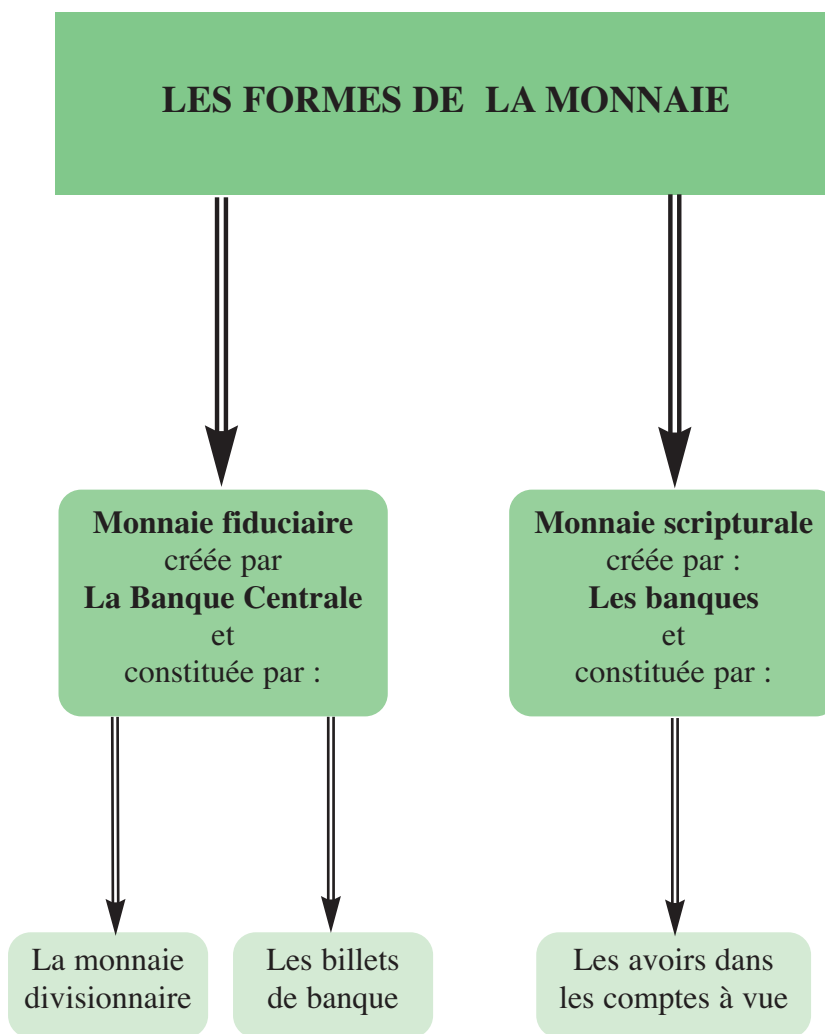 LES FORMES DE LA MONNAIE
Monnaie fiduciaire
créée par
La Banque Centrale
et
constituée par :
Monnaie scripturale
créée par :
Les banques
et
constituée par :
La monnaie
divisionnaire
Les billets
de banque
Les avoirs dans
les comptes à vue